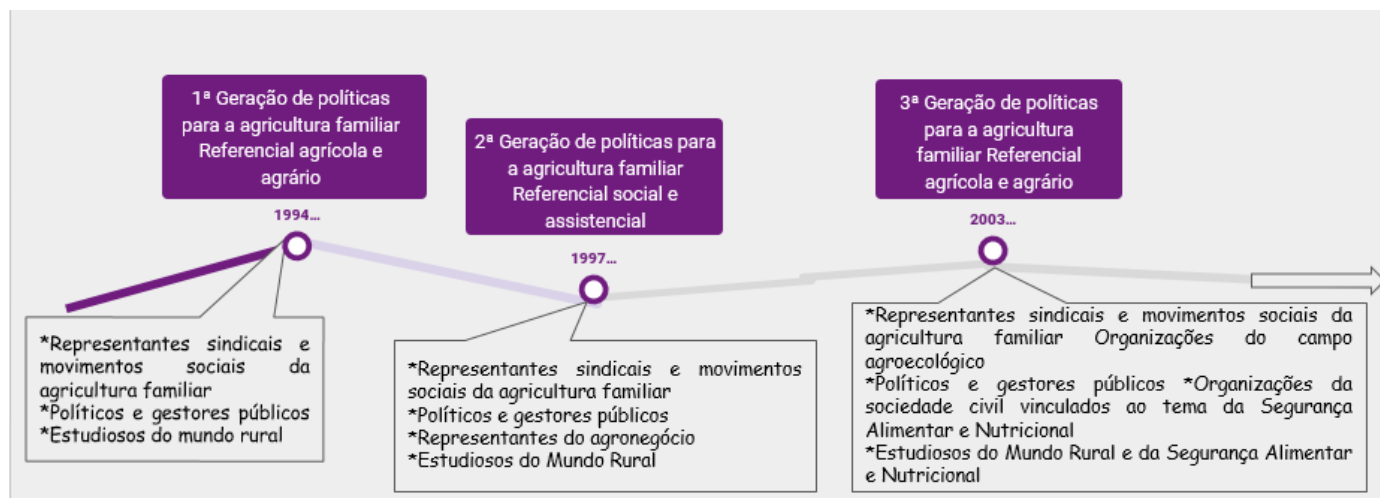 1ª Geração de políticas
para a agricultura familiar
Referencial agrícola e
agrário
1994...
*Representantes sindicais e
movimentos sociais da
agricultura familiar
*Políticos e gestores públicos
*Estudiosos do mundo rural
2ª Geração de políticas para
a agricultura familiar
Referencial social e
assistencial
1997...
*Representantes sindicais e movimentos
sociais da agricultura familiar
*Políticos e gestores públicos
*Representantes do agronegócio
*Estudiosos do Mundo Rural
3ª Geração de políticas
para a agricultura
familiar Referencial
agrícola e agrário
2003...
*Representantes sindicais e movimentos sociais da
agricultura familiar Organizações do campo
agroecológico
*Políticos e gestores públicos *Organizações da
sociedade civil vinculados ao tema da Segurança
Alimentar e Nutricional
*Estudiosos do Mundo Rural e da Segurança Alimentar
e Nutricional